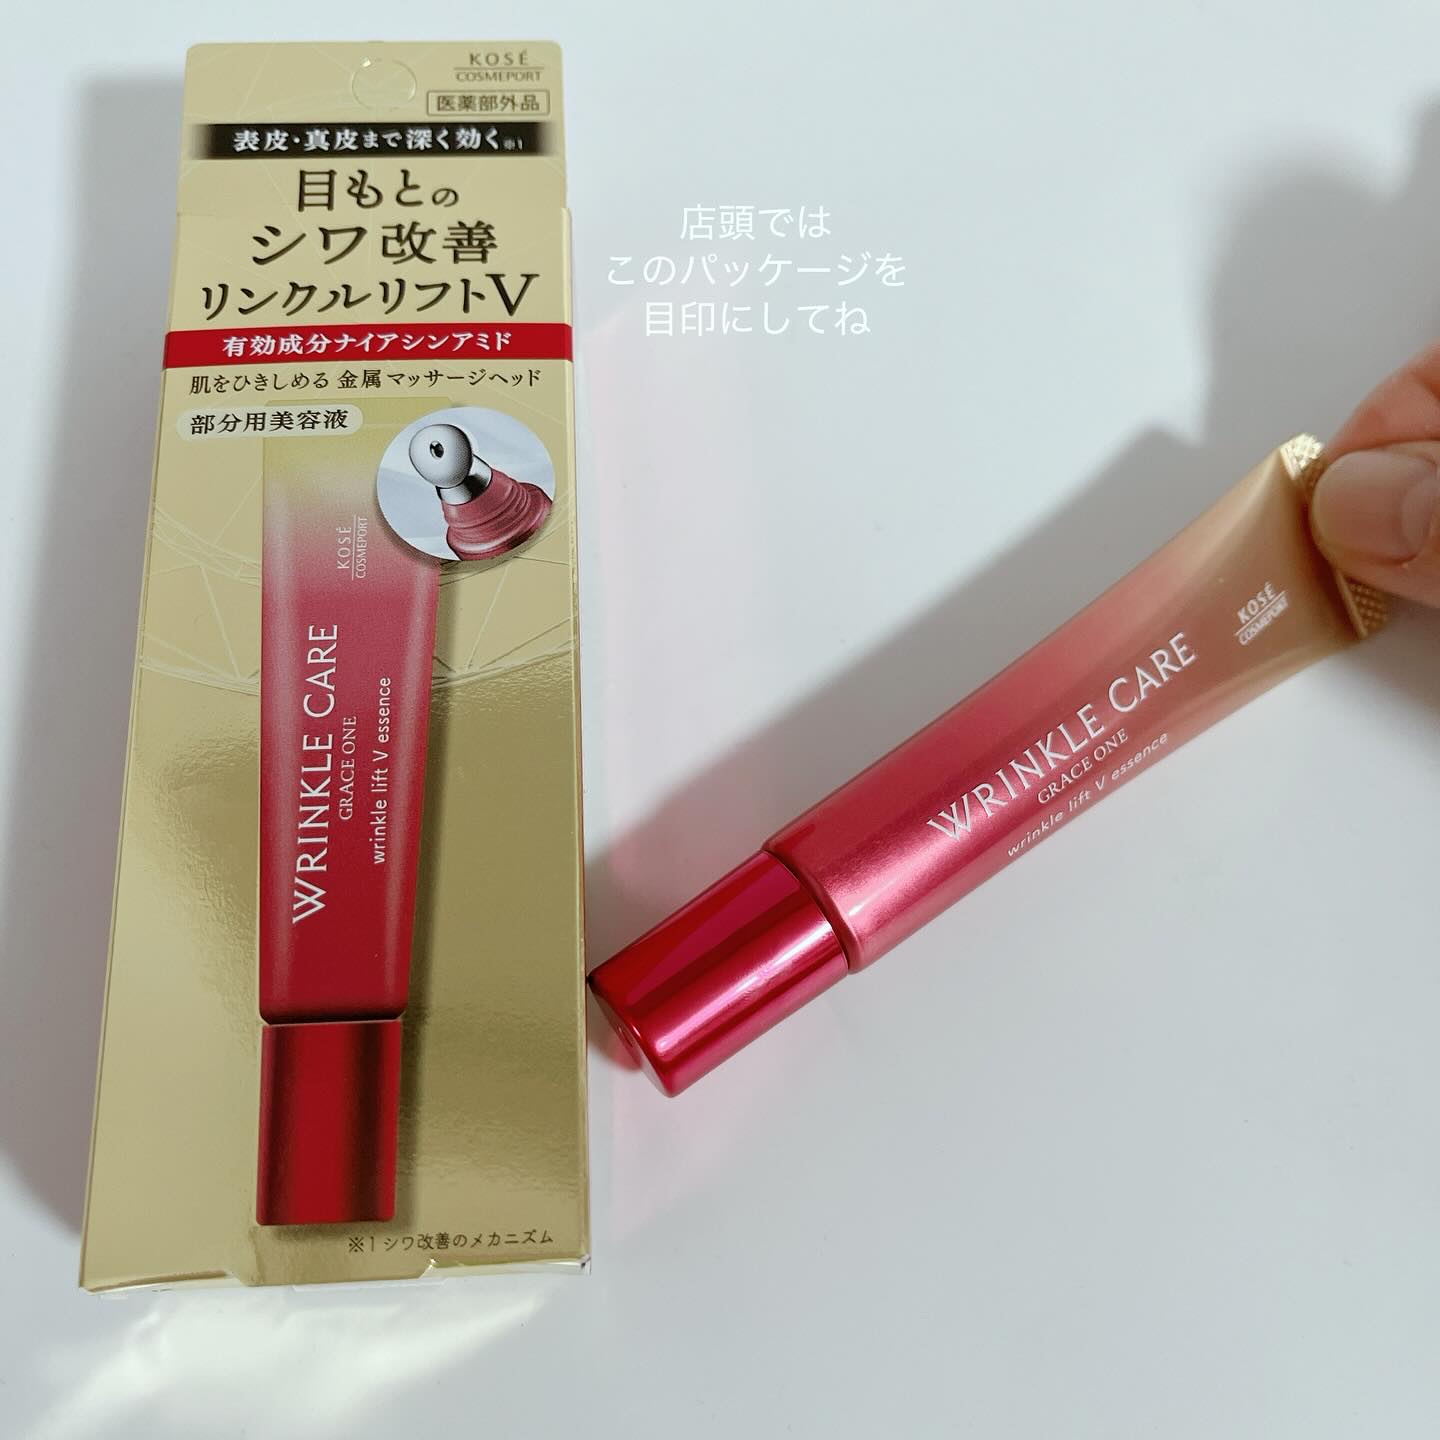 KOSÉ
COSMEPORT
医薬部外品
表皮・真皮まで深く効く※1
目もとの
シワ改善
リンクルリフトV
有効成分ナイアシンアミド
肌をひきしめる 金属マッサージヘッド
部分用美容液
KOSÉ
COSMEPORT
WRINKLE CARE
GRACE ONE
wrinkle lift V essence
※1 シワ改善のメカニズム
店頭では
このパッケージを
目印にしてね
KOSÉ
COSMEPORT
WRINKLE CARE
GRACE ONE
wrinkle lift V essence